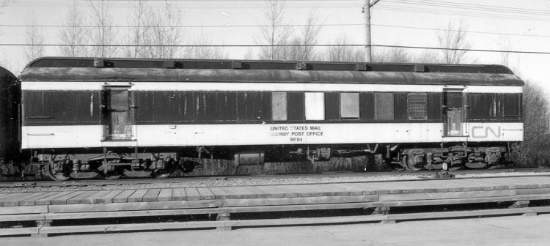 UNITED STATES MAIL
RAILWAY POST OFFICE
CN